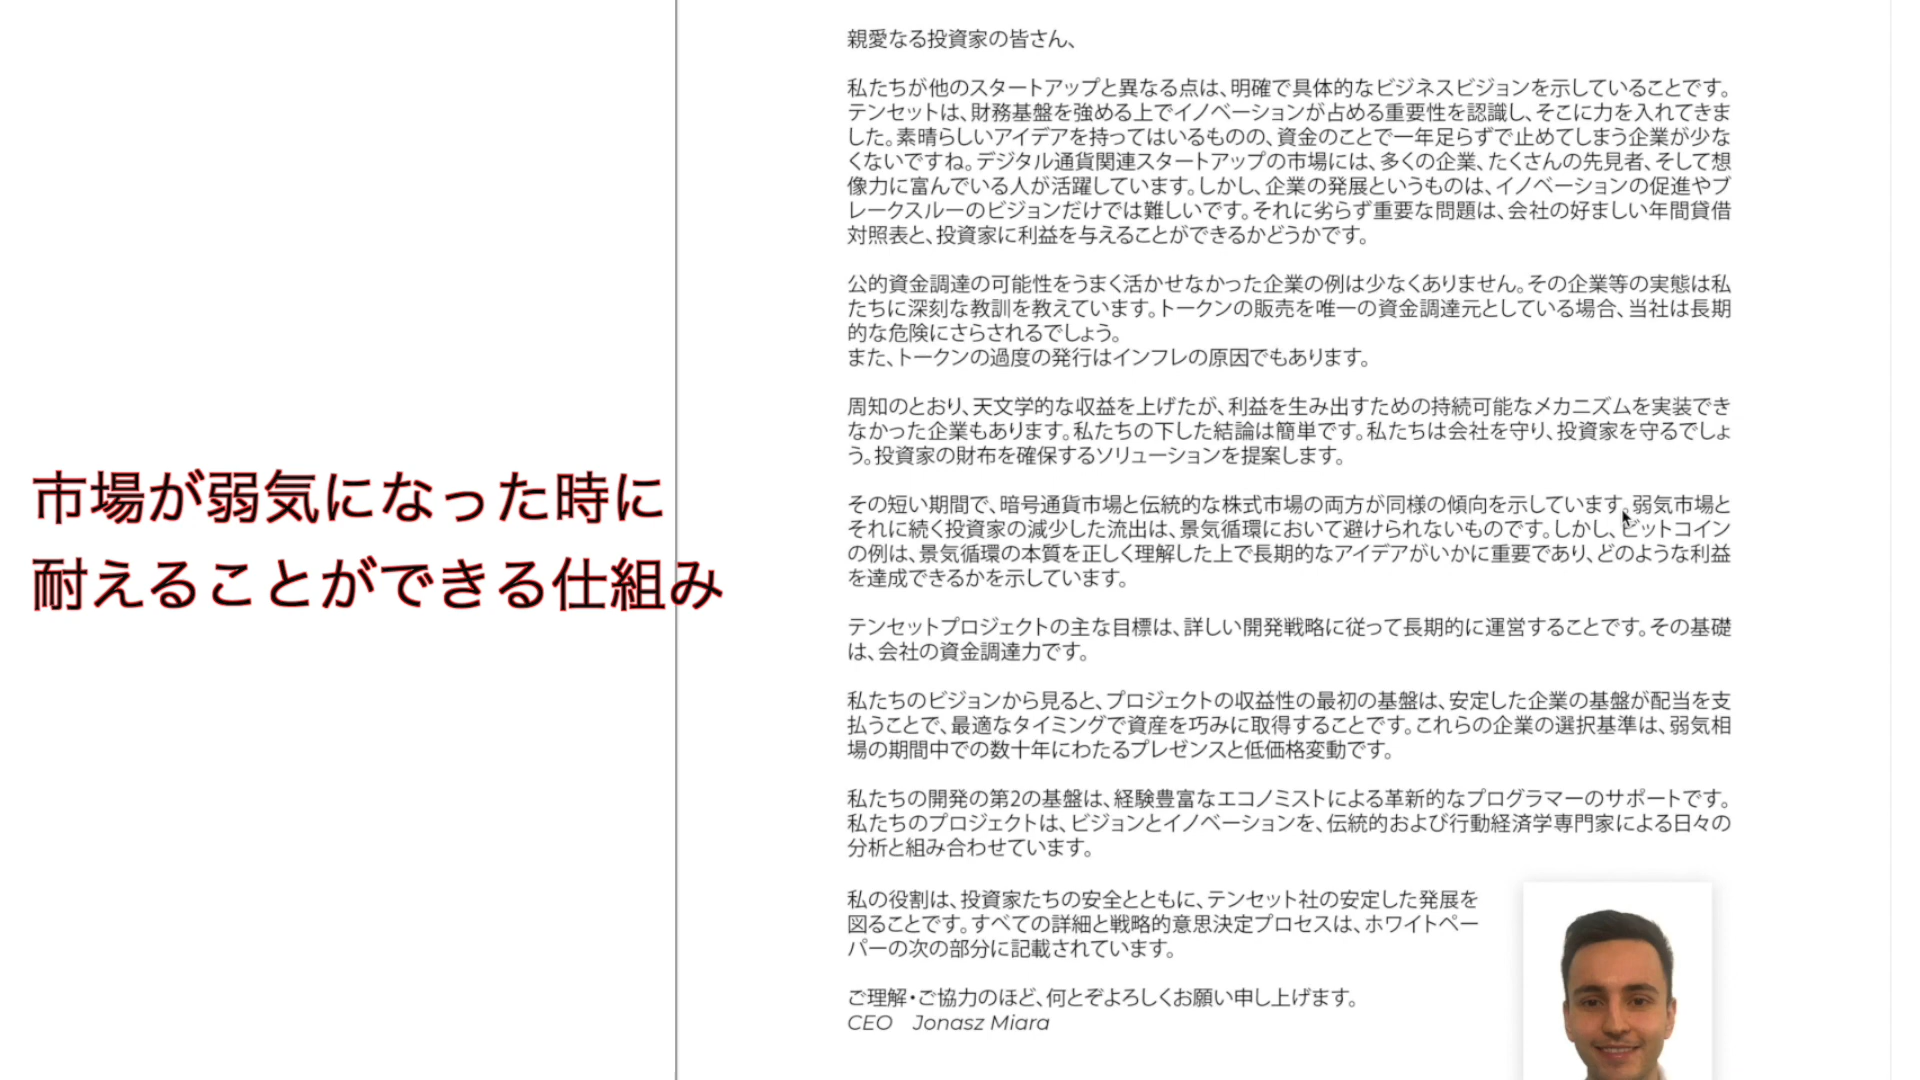 市場が弱気になった時に
耐えることができる仕組み
親愛なる投資家の皆さん、
私たちが他のスタートアップと異なる点は、明確で具体的なビジネスビジョンを示していることです。
テンセットは、財務基盤を強める上でイノベーションが占める重要性を認識し、そこに力を入れてきま
した。素晴らしいアイデアを持ってはいるものの、資金のことで一年足らずで止めてしまう企業が少な
くないですね。デジタル通貨関連スタートアップの市場には、多くの企業、たくさんの先見者、そして想
像力に富んでいる人が活躍しています。しかし、企業の発展というものは、イノベーションの促進やブ
レークスルーのビジョンだけでは難しいです。それに劣らず重要な問題は、会社の好ましい年間貸借
対照表と、投資家に利益を与えることができるかどうかです。
公的資金調達の可能性をうまく活かせなかった企業の例は少なくありません。その企業等の実態は私
たちに深刻な教訓を教えています。トークンの販売を唯一の資金調達元としている場合、当社は長期
的な危険にさらされるでしょう。
また、トークンの過度の発行はインフレの原因でもあります。
周知のとおり、天文学的な収益を上げたが、利益を生み出すための持続可能なメカニズムを実装でき
なかった企業もあります。私たちの下した結論は簡単です。私たちは会社を守り、投資家を守るでしょ
う。投資家の財布を確保するソリューションを提案します。
その短い期間で、暗号通貨市場と伝統的な株式市場の両方が同様の傾向を示しています。弱気市場と
それに続く投資家の減少した流出は、景気循環において避けられないものです。しかし、ビットコイン
の例は、景気循環の本質を正しく理解した上で長期的なアイデアがいかに重要であり、どのような利益
を達成できるかを示しています。
テンセットプロジェクトの主な目標は、詳しい開発戦略に従って長期的に運営することです。その基礎
は、会社の資金調達力です。
私たちのビジョンから見ると、プロジェクトの収益性の最初の基盤は、安定した企業の基盤が配当を支
払うことで、最適なタイミングで資産を巧みに取得することです。これらの企業の選択基準は、弱気相
場の期間中での数十年にわたるプレゼンスと低価格変動です。
私たちの開発の第2の基盤は、経験豊富なエコノミストによる革新的なプログラマーのサポートです。
私たちのプロジェクトは、ビジョンとイノベーションを、伝統的および行動経済学専門家による日々の
分析と組み合わせています。
私の役割は、投資家たちの安全とともに、テンセット社の安定した発展を
図ることです。すべての詳細と戦略的意思決定プロセスは、ホワイトペー
パーの次の部分に記載されています。
ご理解・ご協力のほど、何とぞよろしくお願い申し上げます。
CEO Jonasz Miara